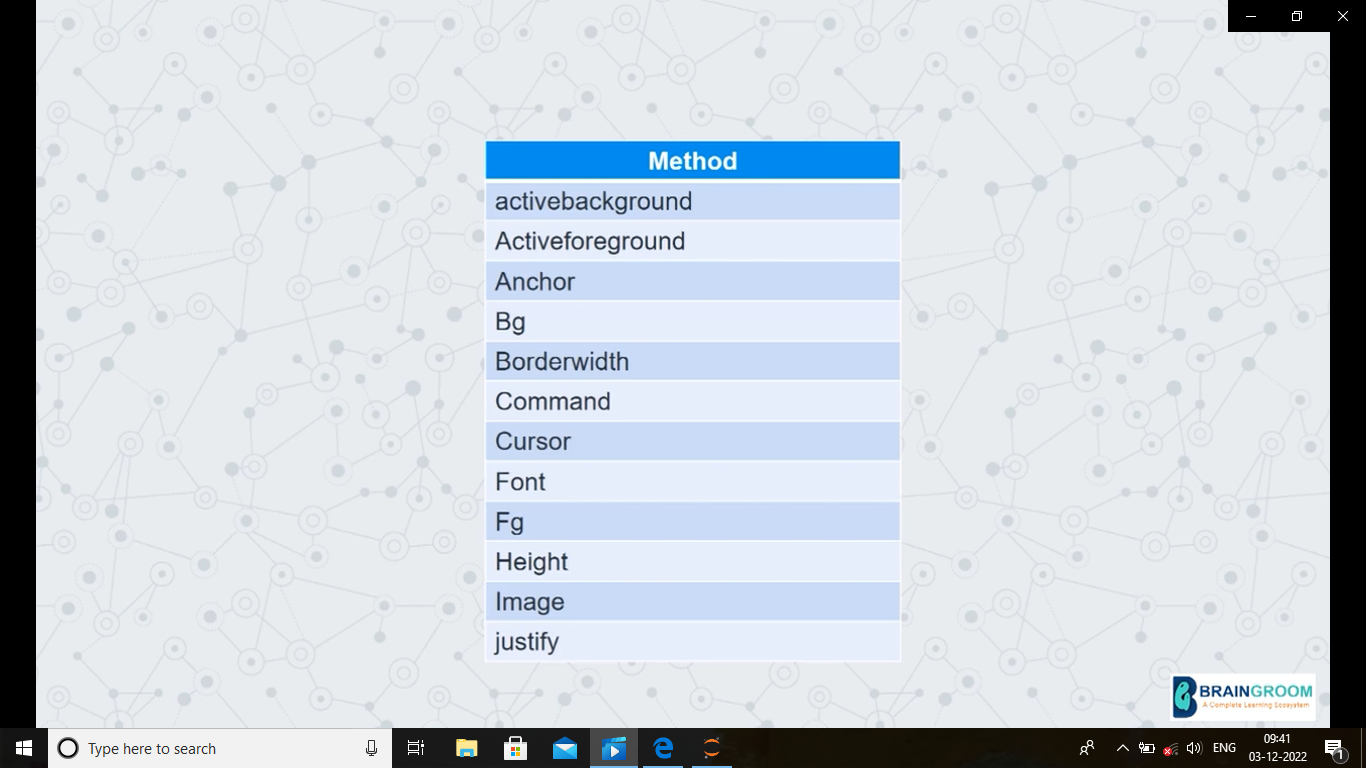 Method
activebackground
Activeforeground
Anchor
Bg
Borderwidth
Command
Cursor
Font
Fg
Height
Image
justify
BRAINGROOM
A Complete Learning Ecosystem
Type here to search
ENG
09:41
03-12-2022
1